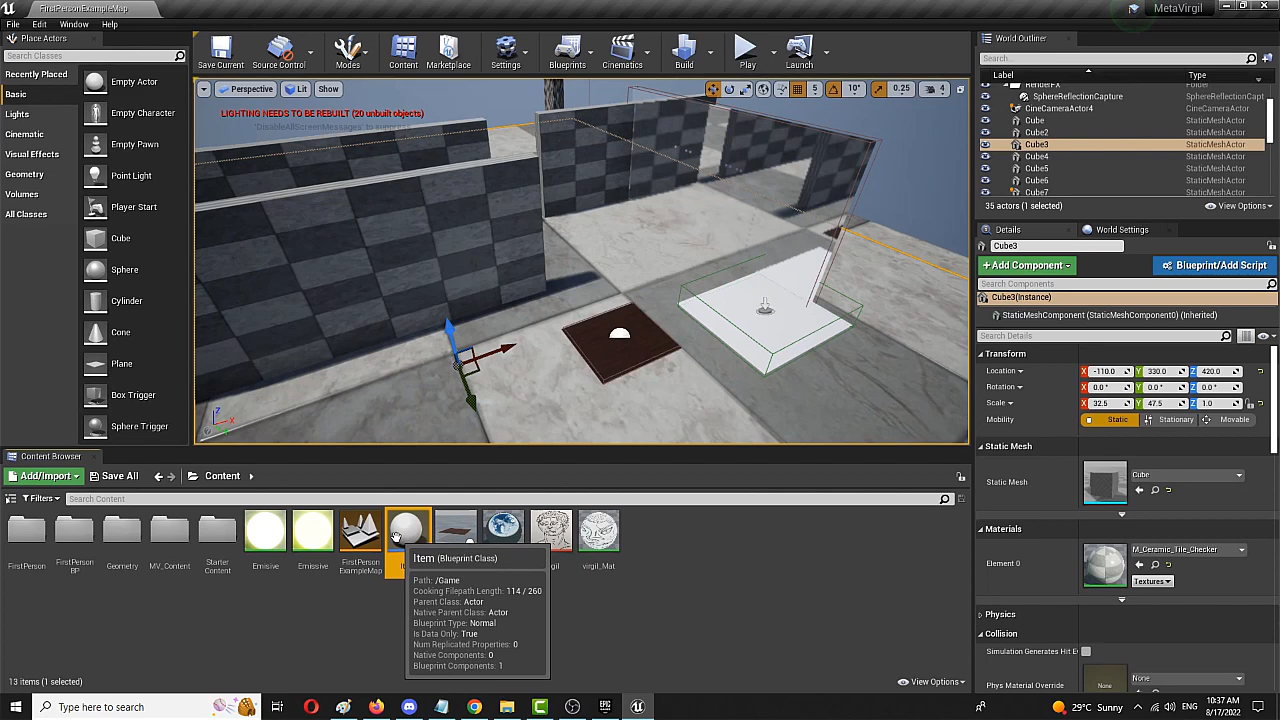 FirstPersonExampleMap
MetaVirgil
File Edit Window Help
Place Actors
Search Classes
Recently Placed
Basic
Lights
Cinematic
Visual Effects
Geometry
Volumes
All Classes
Empty Actor
Empty Character
Empty Pawn
Point Light
Player Start
Cube
Sphere
Cylinder
Cone
Plane
Box Trigger
Sphere Trigger
Save Current Source Control Modes Content Marketplace Settings Blueprints Cinematics Build Play Launch
Perspective Lit Show 5 10° 0.25 4
LIGHTING NEEDS TO BE REBUILT (20 unbuilt objects)
'DisableAllScreenMessages' to suppress
World Outliner
Search...
Label Type
RenderFX Folder
SphereReflectionCapture SphereReflectionCapt
CineCameraActor4 CineCameraActor
Cube StaticMeshActor
Cube2 StaticMeshActor
Cube3 StaticMeshActor
Cube4 StaticMeshActor
Cube5 StaticMeshActor
Cube6 StaticMeshActor
Cube7 StaticMeshActor
35 actors (1 selected) View Options
Details World Settings
Cube3
+Add Component Blueprint/Add Script
Search Components
Cube3(Instance)
StaticMeshComponent (StaticMeshComponent0) (Inherited)
Search Details
Transform
Location X -110.0 Y 330.0 Z 420.0
Rotation X 0.0° Y 0.0° Z 0.0°
Scale X 32.5 Y 47.5 Z 1.0
Mobility Static Stationary Movable
Static Mesh
Static Mesh Cube
Materials
Element 0 M_Ceramic_Tile_Checker
Textures
Physics
Collision
Simulation Generates Hit E
Phys Material Override None None
Content Browser
Add/Import Save All Content
Filters Search Content
FirstPerson
FirstPerson BP
Geometry
MV_Content
Starter Content
Emisive
Emissive
FirstPerson ExampleMap
virgil_Mat
Item (Blueprint Class)
Path: /Game
Cooking Filepath Length: 114 / 260
Parent Class: Actor
Native Parent Class: Actor
Blueprint Type: Normal
Is Data Only: True
Num Replicated Properties: 0
Native Components: 0
Blueprint Components: 1
13 items (1 selected) View Options
Type here to search
29°C Sunny
ENG
10:37 AM
8/17/2022